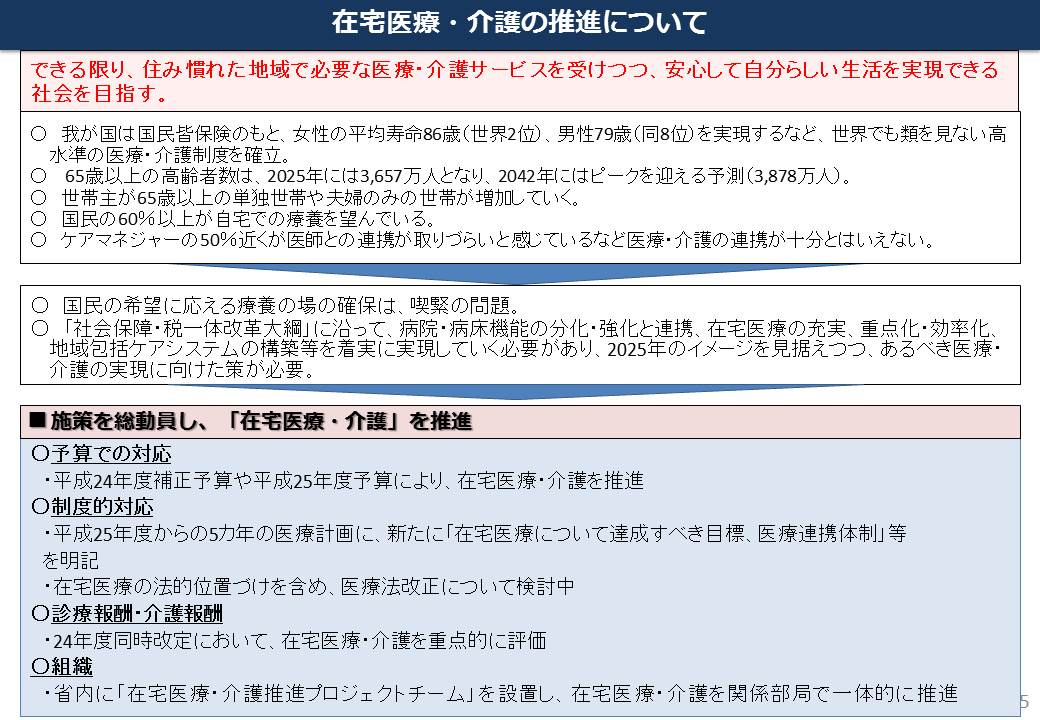 在宅医療・介護の推進について
できる限り、住み慣れた地域で必要な医療・介護サービスを受けつつ、安心して自分らしい生活を実現できる
社会を目指す。
○ 我が国は国民皆保険のもと、女性の平均寿命86歳（世界2位）、男性79歳（同8位）を実現するなど、世界でも類を見ない高
水準の医療・介護制度を確立。
○ 65歳以上の高齢者数は、2025年には3,657万人となり、2042年にはピークを迎える予測（3,878万人）。
○ 世帯主が65歳以上の単独世帯や夫婦のみの世帯が増加していく。
○ 国民の60％以上が自宅での療養を望んでいる。
○ ケアマネジャーの50％近くが医師との連携が取りづらいと感じているなど医療・介護の連携が十分とはいえない。
○ 国民の希望に応える療養の場の確保は、喫緊の問題。
○ 「社会保障・税一体改革大綱」に沿って、病院・病床機能の分化・強化と連携、在宅医療の充実、重点化・効率化、
地域包括ケアシステムの構築等を着実に実現していく必要があり、2025年のイメージを見据えつつ、あるべき医療・
介護の実現に向けた策が必要。
■施策を総動員し、「在宅医療・介護」を推進
○予算での対応
・平成24年度補正予算や平成25年度予算により、在宅医療・介護を推進
○制度的対応
・平成25年度からの5カ年の医療計画に、新たに「在宅医療について達成すべき目標、医療連携体制」等
を明記
・在宅医療の法的位置づけを含め、医療法改正について検討中
○診療報酬・介護報酬
・24年度同時改定において、在宅医療・介護を重点的に評価
○組織
・省内に「在宅医療・介護推進プロジェクトチーム」を設置し、在宅医療・介護を関係部局で一体的に推進
5